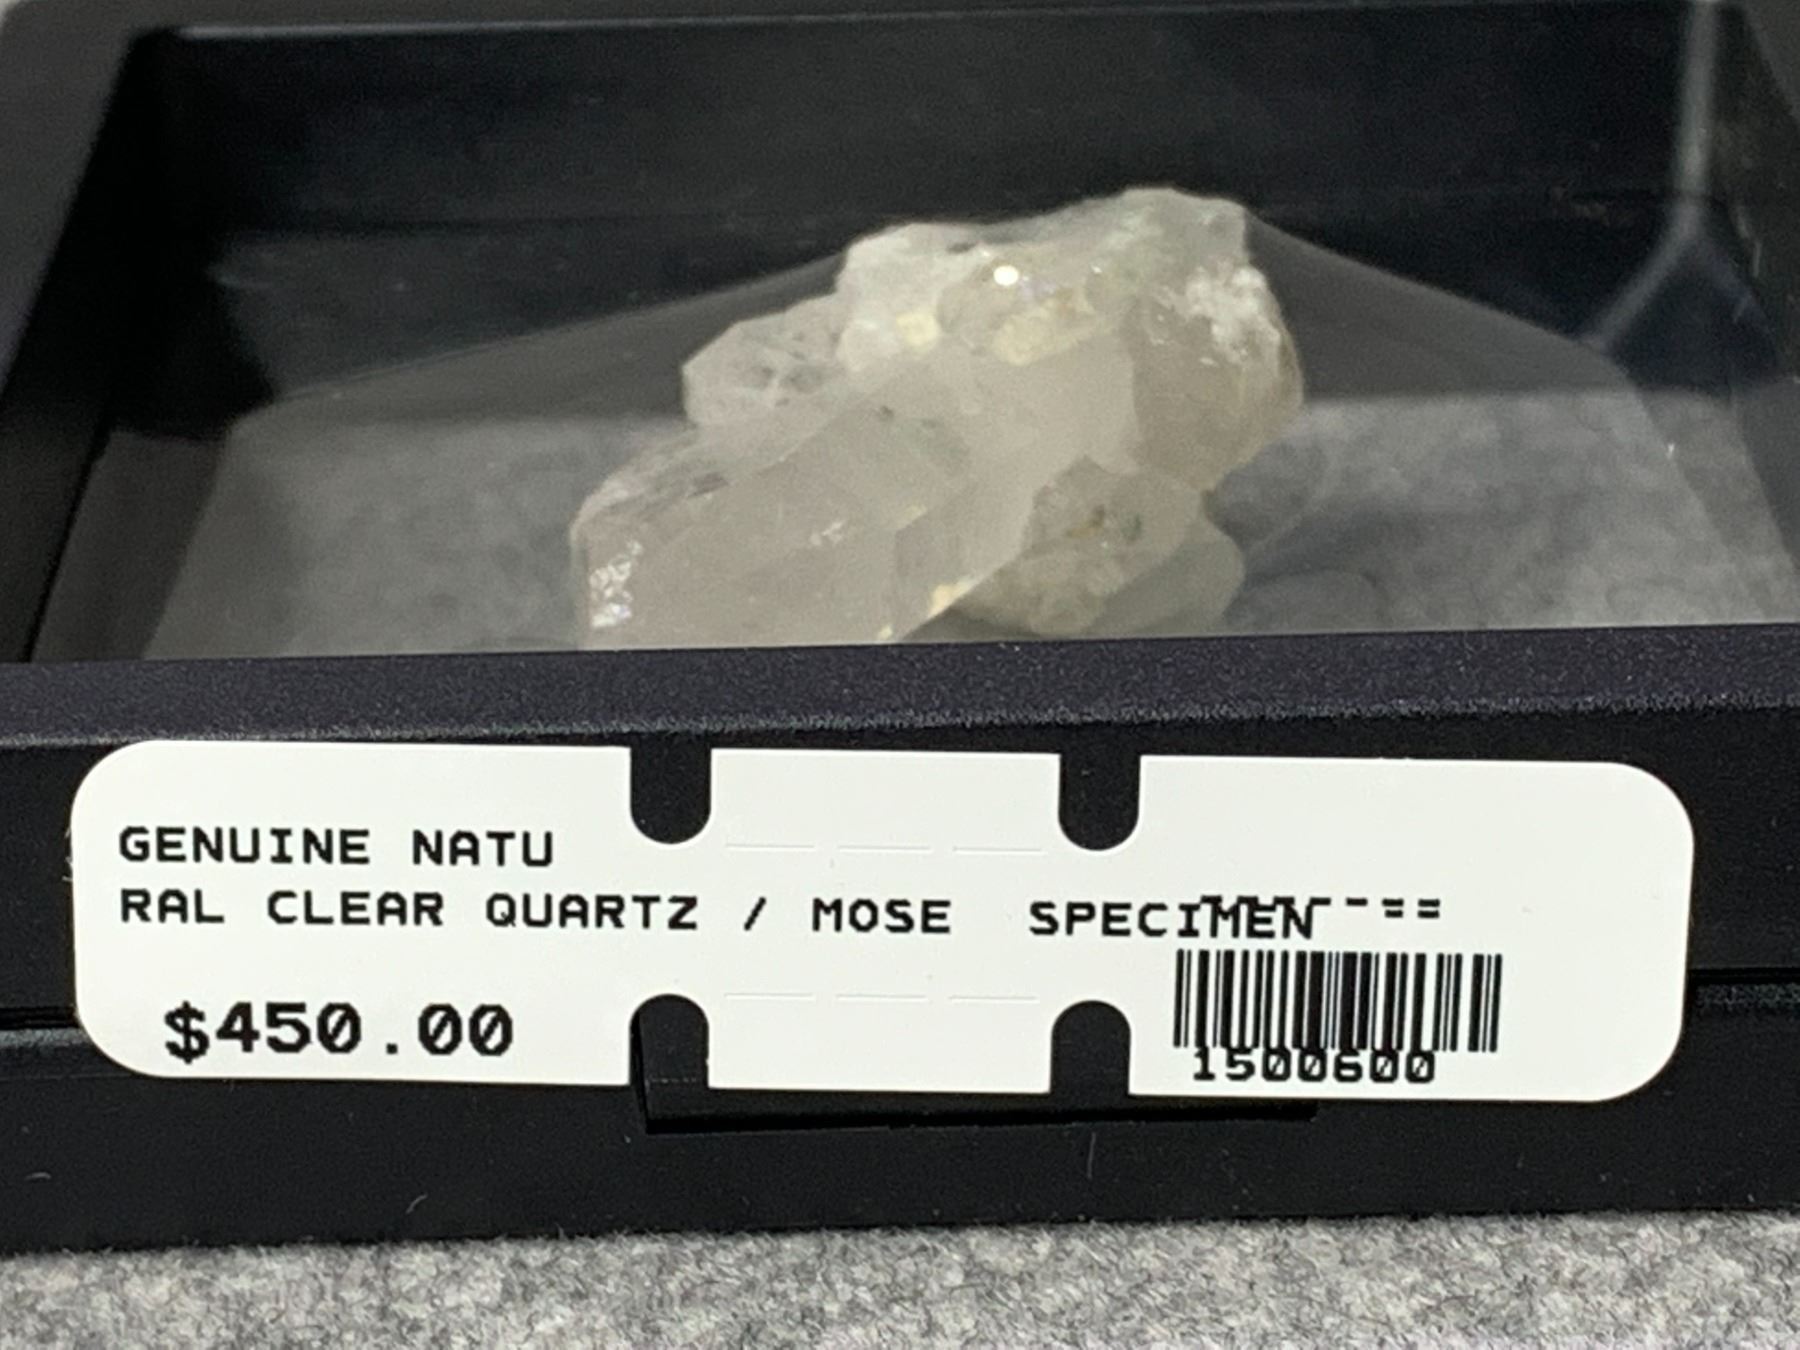 GENUINE NATU
RAL CLEAR QUARTZ / MOSE SPECIMEN
$450.00
1500600